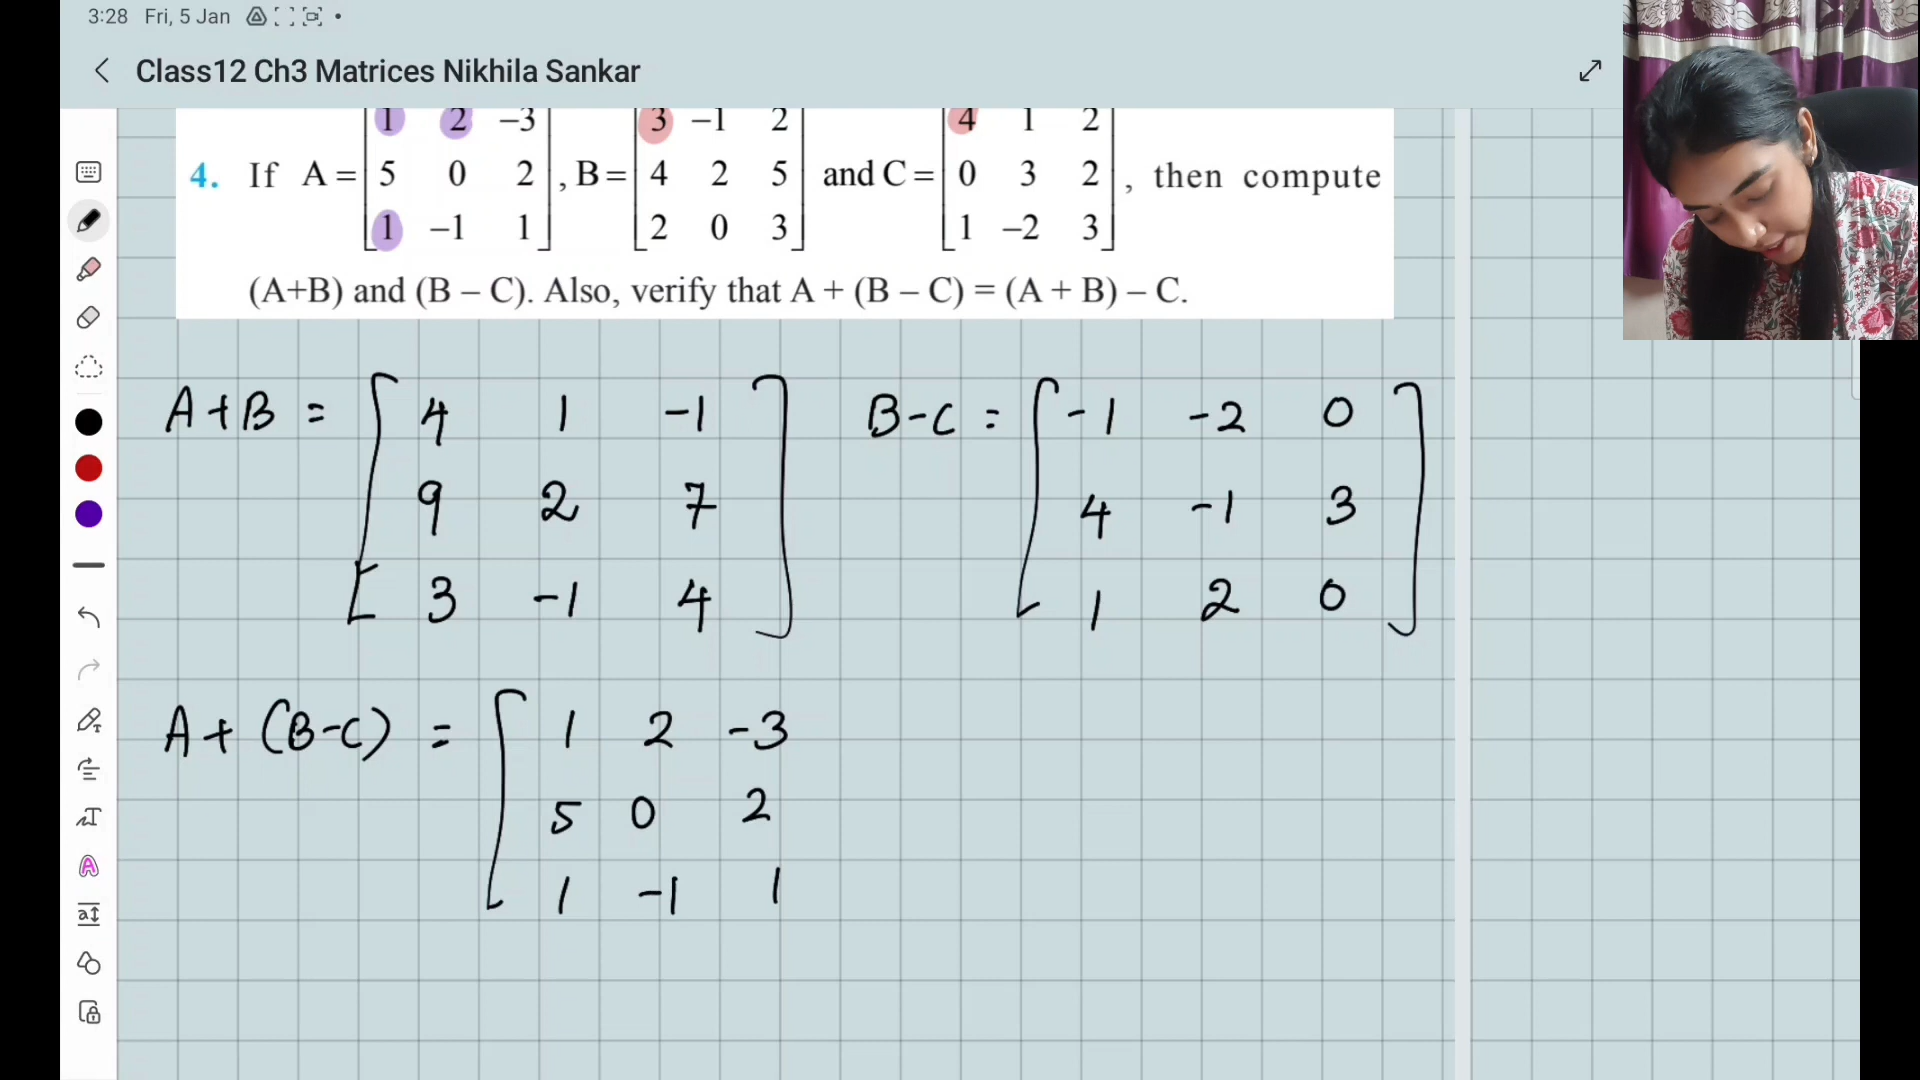 3:28 Fri, 5 Jan
Class12 Ch3 Matrices Nikhila Sankar
1 2 −3 3 −1 2 4 1 2
4. If A = 5 0 2 , B = 4 2 5 and C = 0 3 2 , then compute
1 −1 1 2 0 3 1 −2 3
(A+B) and (B – C). Also, verify that A + (B – C) = (A + B) – C.
A+B = 4 1 -1 B-C = -1 -2 0
9 2 7 4 -1 3
3 -1 4 1 2 0
A+(B-C) = 1 2 -3
5 0 2
1 -1 1